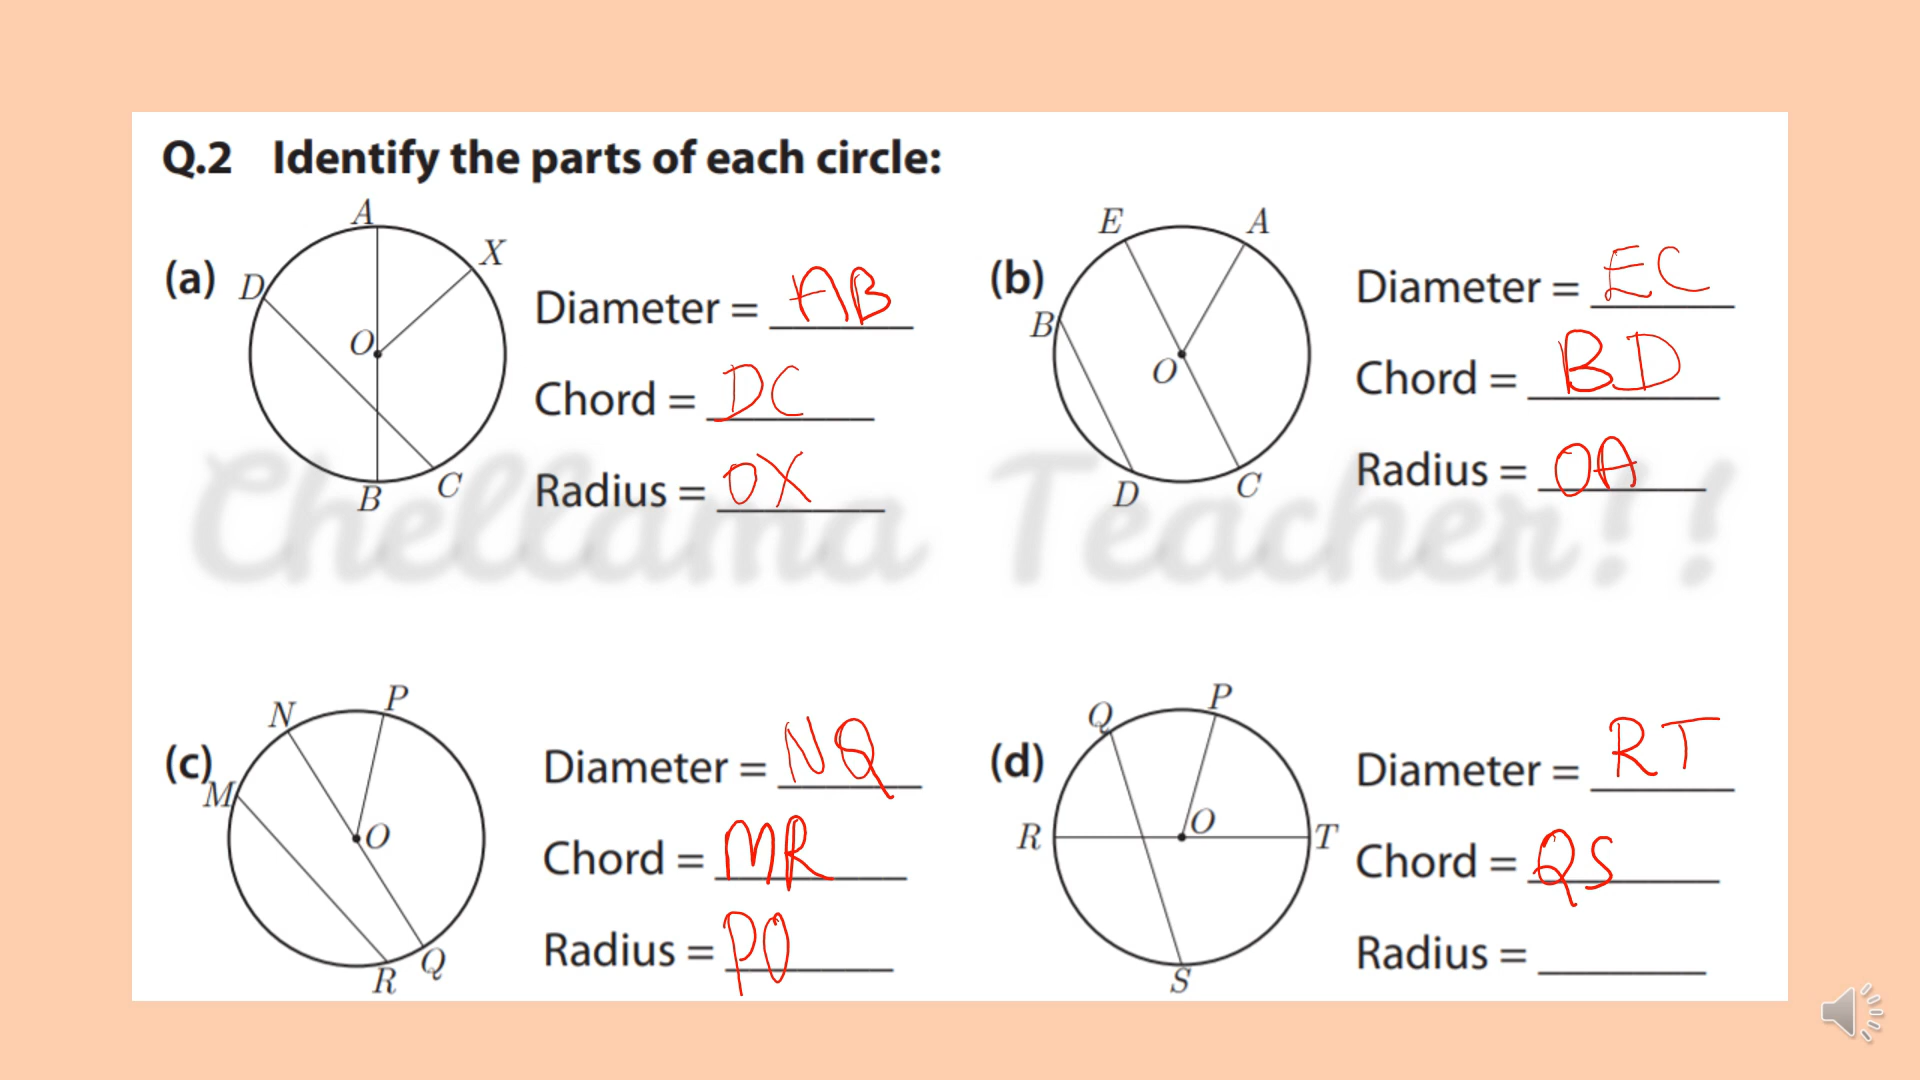 Q.2 Identify the parts of each circle:
(a)
A
X
D
O
B
C
Diameter = AB
Chord = DC
Radius = OX
(b)
E
A
B
O
D
C
Diameter = EC
Chord = BD
Radius = OA
Chellama Teacher!!
(c)
N
P
M
O
R
Q
Diameter = NQ
Chord = MR
Radius = PO
(d)
Q
P
R
O
T
S
Diameter = RT
Chord = QS
Radius = ________